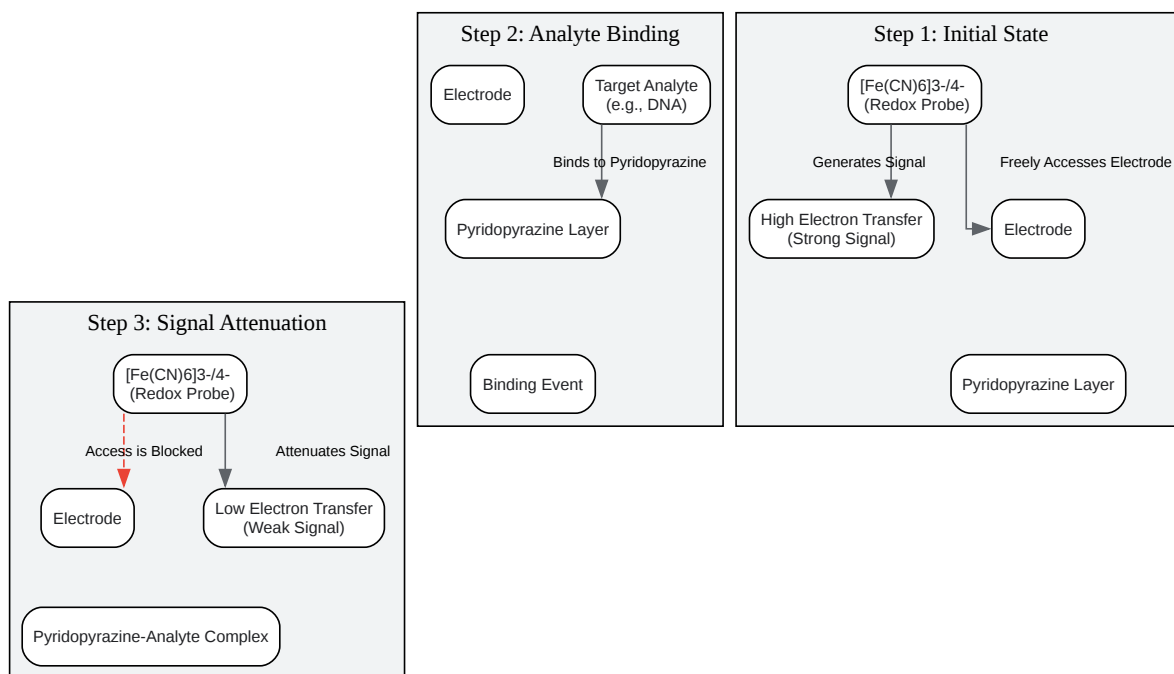 Step 2: Analyte Binding
Electrode
Target Analyte
(e.g., DNA)
Binds to Pyridopyrazine
Pyridopyrazine Layer
Binding Event
Step 1: Initial State
[Fe(CN)6]3-/4-
(Redox Probe)
Generates Signal
Freely Accesses Electrode
High Electron Transfer
(Strong Signal)
Electrode
Pyridopyrazine Layer
Step 3: Signal Attenuation
[Fe(CN)6]3-/4-
(Redox Probe)
Access is Blocked
Attenuates Signal
Electrode
Low Electron Transfer
(Weak Signal)
Pyridopyrazine-Analyte Complex